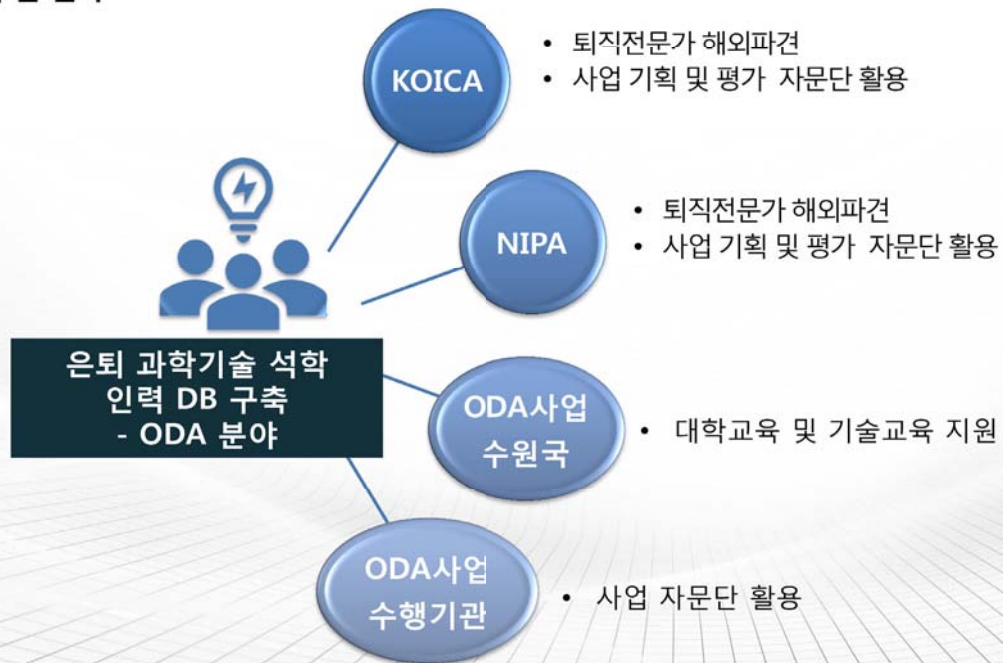 KOICA
• 퇴직전문가 해외파견
• 사업 기획 및 평가 자문단 활용
NIPA
• 퇴직전문가 해외파견
• 사업 기획 및 평가 자문단 활용
은퇴 과학기술 석학
인력 DB 구축
- ODA 분야
ODA사업
수원국
• 대학교육 및 기술교육 지원
ODA사업
수행기관
• 사업 자문단 활용